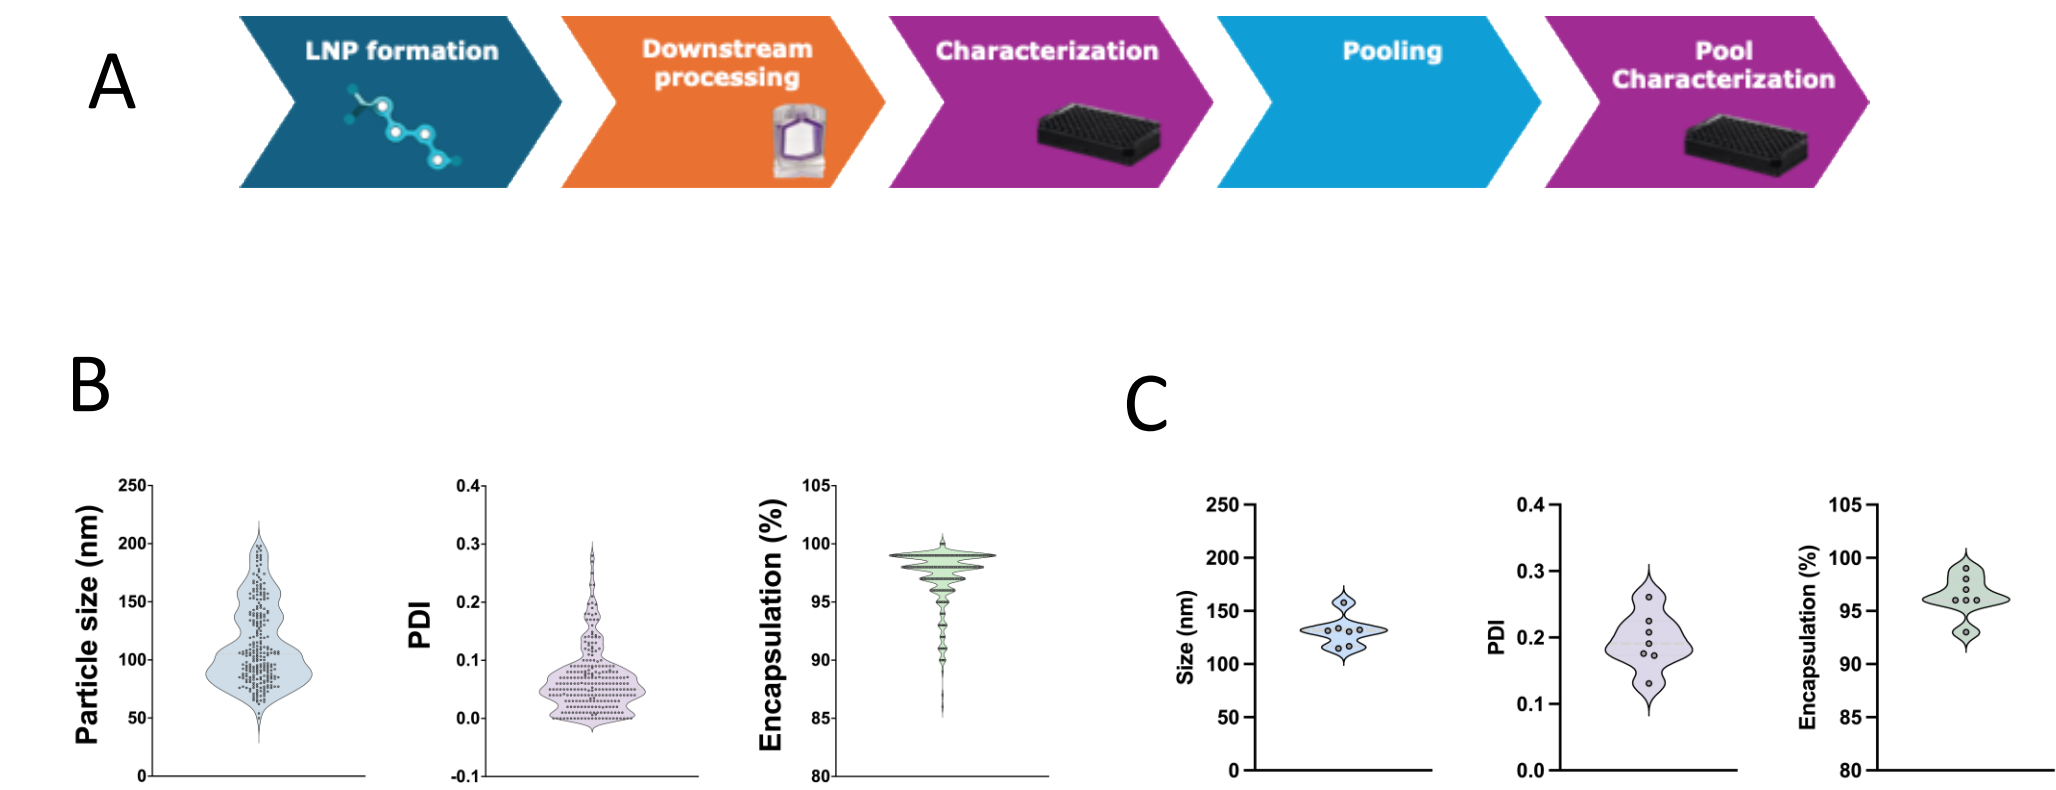 A
LNP formation
Downstream
processing
Characterization
Pooling
Pool
Characterization
B
Particle size (nm)
250
200
150
100
50
0
PDI
0.4
0.3
0.2
0.1
0.0
-0.1
Encapsulation (%)
105
100
95
90
85
80
C
Size (nm)
250
200
150
100
50
0
PDI
0.4
0.3
0.2
0.1
0.0
Encapsulation (%)
105
100
95
90
85
80